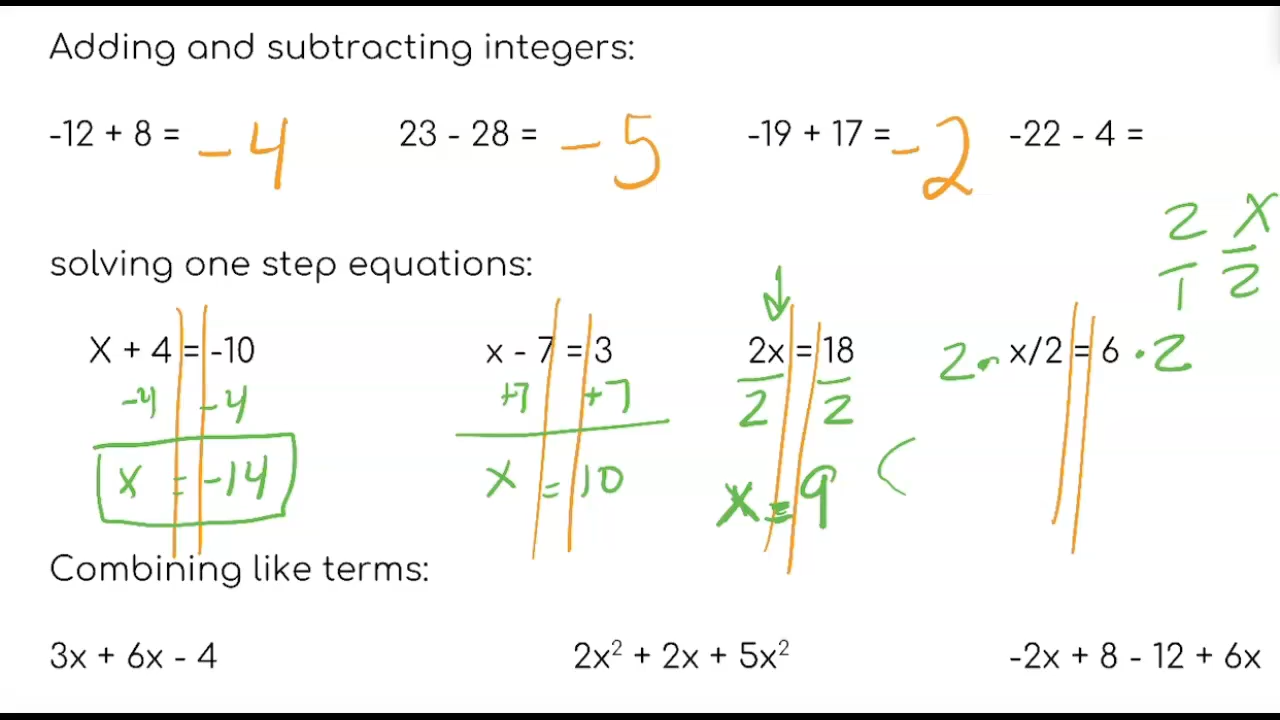 Adding and subtracting integers:
-12 + 8 = -4 23 - 28 = -5 -19 + 17 = -2 -22 - 4 =
2 x
1 2
solving one step equations:
X + 4 = -10 x - 7 = 3 2x = 18 2 · x/2 = 6 · 2
-4 -4 +7 +7 2 2
x = -14 x = 10 x = 9 (
Combining like terms:
3x + 6x - 4 2x² + 2x + 5x² -2x + 8 - 12 + 6x